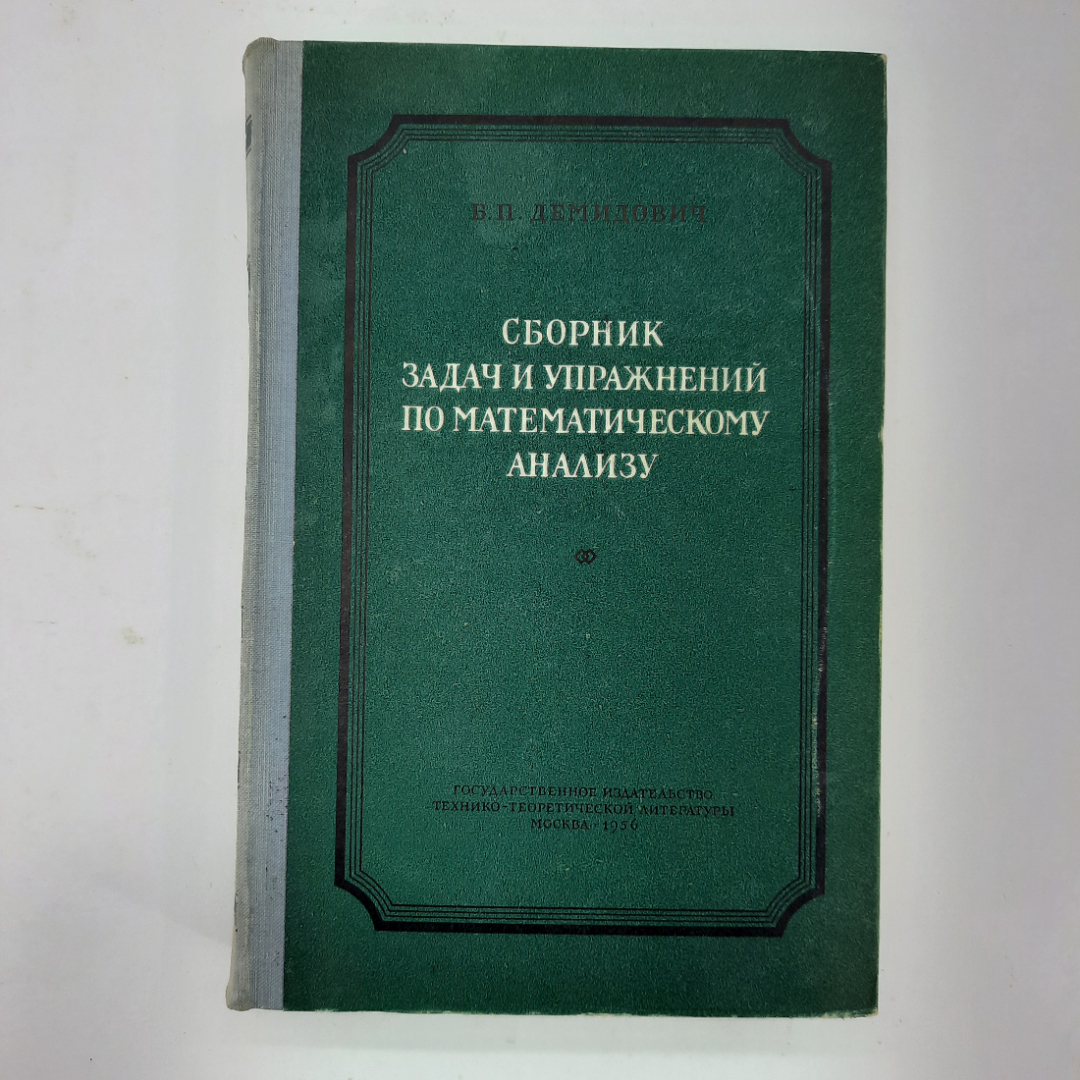 Б. П. ДЕМИДОВИЧ
СБОРНИК
ЗАДАЧ И УПРАЖНЕНИЙ
ПО МАТЕМАТИЧЕСКОМУ
АНАЛИЗУ
ГОСУДАРСТВЕННОЕ ИЗДАТЕЛЬСТВО
ТЕХНИКО-ТЕОРЕТИЧЕСКОЙ ЛИТЕРАТУРЫ
МОСКВА · 1956